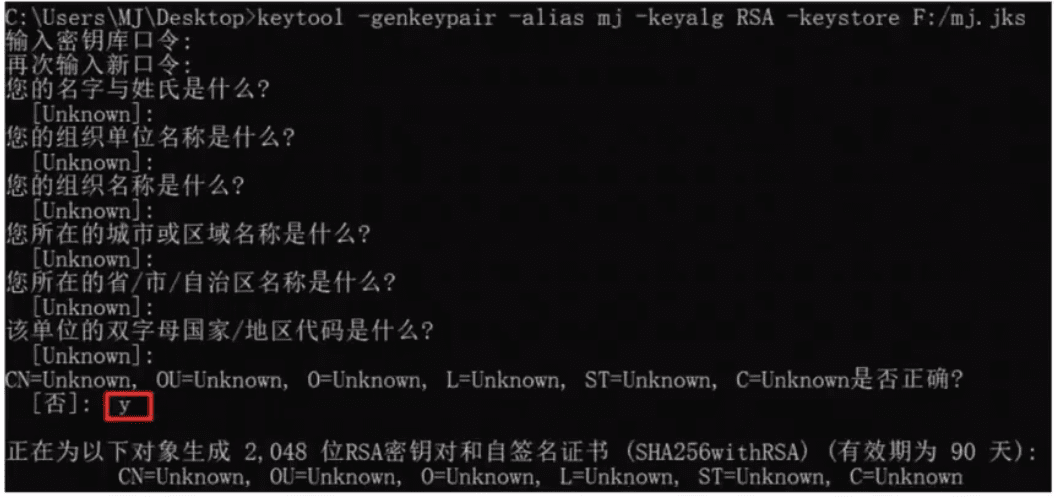 C:\Users\MJ\Desktop>keytool -genkeypair -alias mj -keyalg RSA -keystore F:/mj.jks
输入密钥库口令:
再次输入新口令:
您的名字与姓氏是什么?
[Unknown]:
您的组织单位名称是什么?
[Unknown]:
您的组织名称是什么?
[Unknown]:
您所在的城市或区域名称是什么?
[Unknown]:
您所在的省/市/自治区名称是什么?
[Unknown]:
该单位的双字母国家/地区代码是什么?
[Unknown]:
CN=Unknown, OU=Unknown, O=Unknown, L=Unknown, ST=Unknown, C=Unknown是否正确?
[否]: y
正在为以下对象生成 2,048 位RSA密钥对和自签名证书 (SHA256withRSA) (有效期为 90 天):
CN=Unknown, OU=Unknown, O=Unknown, L=Unknown, ST=Unknown, C=Unknown